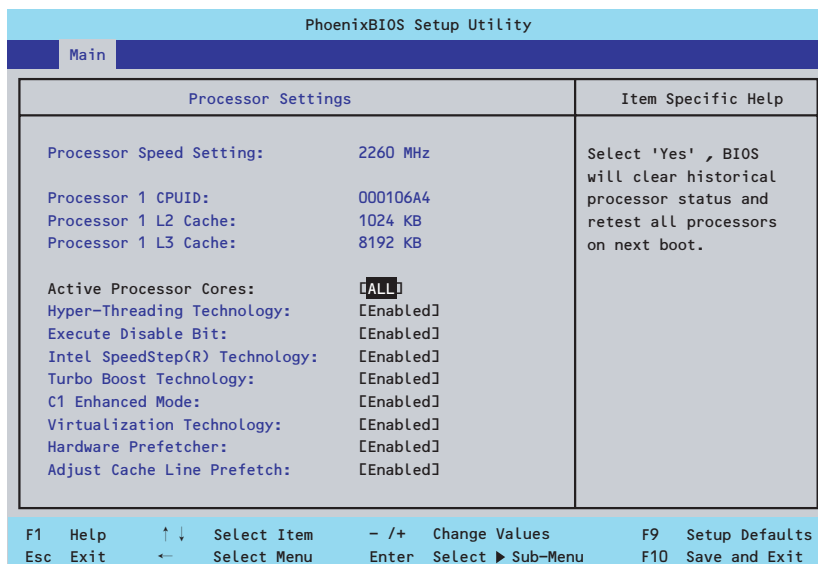 PhoenixBIOS Setup Utility
Main
Processor Settings
Item Specific Help
Processor Speed Setting: 2260 MHz
Processor 1 CPUID: 000106A4
Processor 1 L2 Cache: 1024 KB
Processor 1 L3 Cache: 8192 KB
Active Processor Cores: [ALL]
Hyper-Threading Technology: [Enabled]
Execute Disable Bit: [Enabled]
Intel SpeedStep(R) Technology: [Enabled]
Turbo Boost Technology: [Enabled]
C1 Enhanced Mode: [Enabled]
Virtualization Technology: [Enabled]
Hardware Prefetcher: [Enabled]
Adjust Cache Line Prefetch: [Enabled]
Select 'Yes' , BIOS
will clear historical
processor status and
retest all processors
on next boot.
F1 Help ↑↓ Select Item - /+ Change Values F9 Setup Defaults
Esc Exit ← Select Menu Enter Select ▶ Sub-Menu F10 Save and Exit